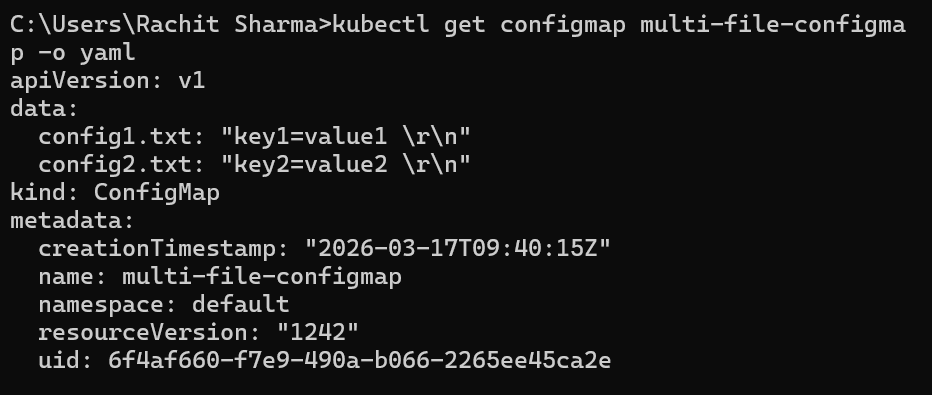 C:\Users\Rachit Sharma>kubectl get configmap multi-file-configma
p -o yaml
apiVersion: v1
data:
  config1.txt: "key1=value1 \r\n"
  config2.txt: "key2=value2 \r\n"
kind: ConfigMap
metadata:
  creationTimestamp: "2026-03-17T09:40:15Z"
  name: multi-file-configmap
  namespace: default
  resourceVersion: "1242"
  uid: 6f4af660-f7e9-490a-b066-2265ee45ca2e